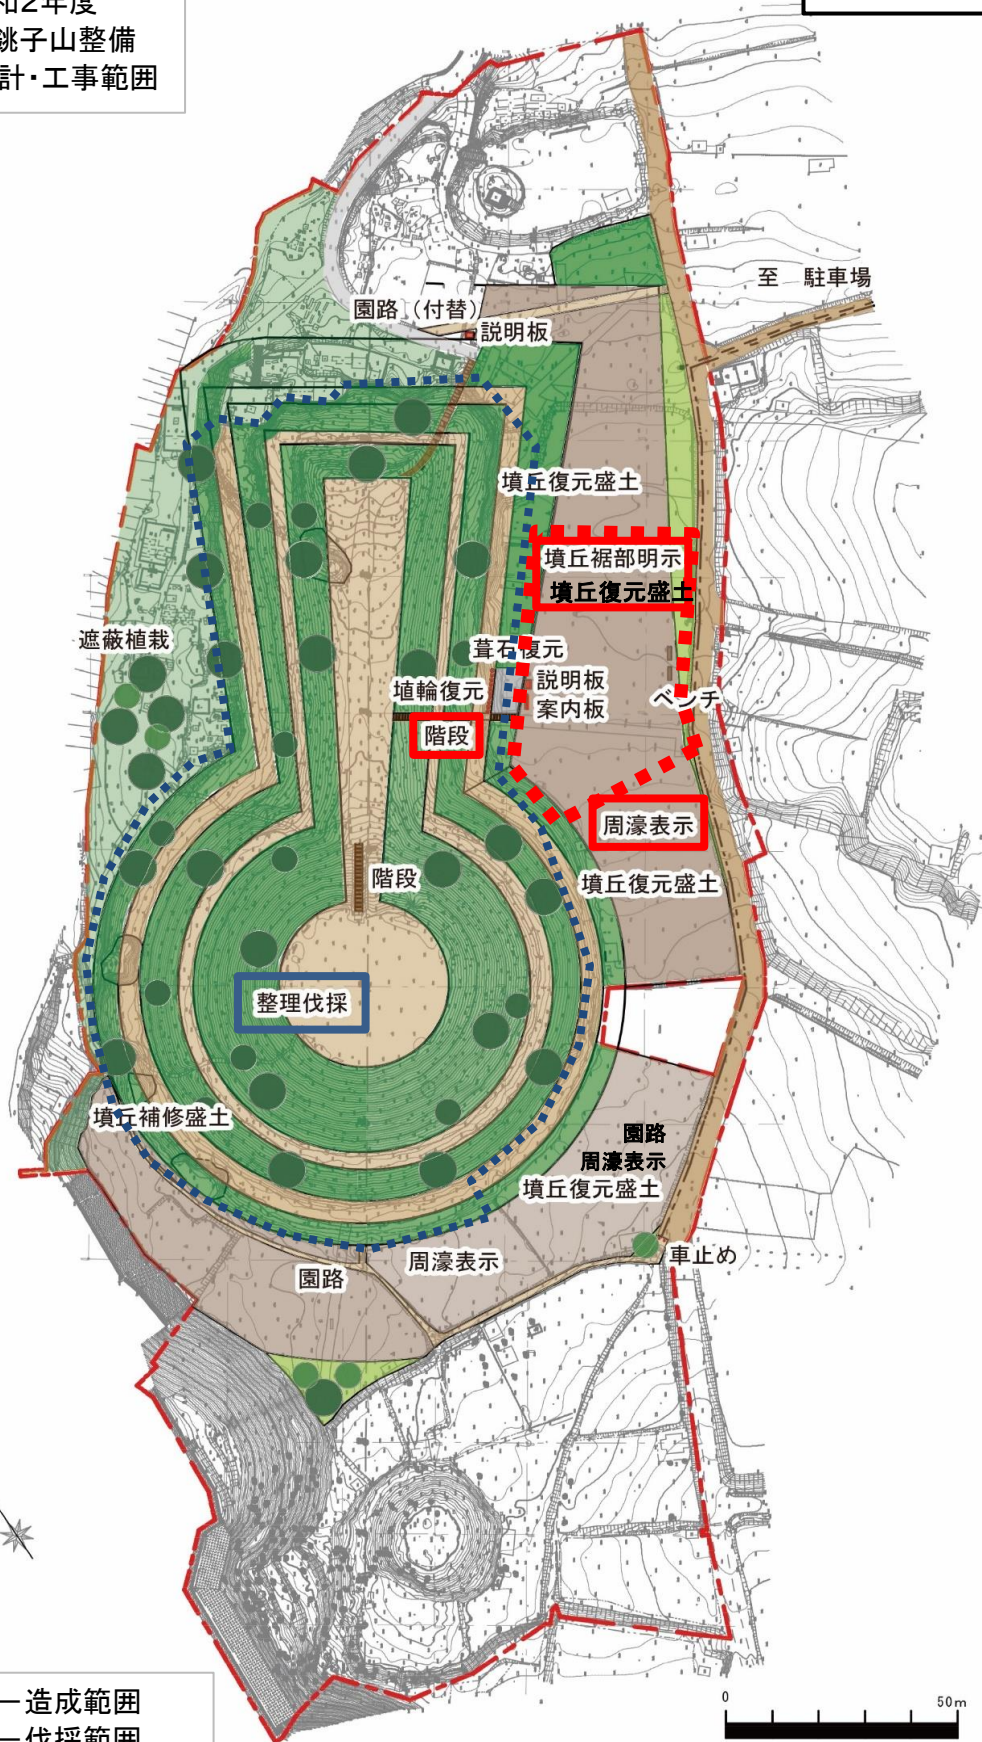 和2年度
銚子山整備
計・工事範囲
至　駐車場
園路（付替）
説明板
墳丘復元盛土
墳丘裾部明示
墳丘復元盛土
遮蔽植栽
葺石復元
埴輪復元
説明板
案内板
ベンチ
階段
周濠表示
階段
墳丘復元盛土
整理伐採
墳丘補修盛土
園路
周濠表示
墳丘復元盛土
周濠表示
車止め
園路
ー造成範囲
ー伐採範囲
0
50m